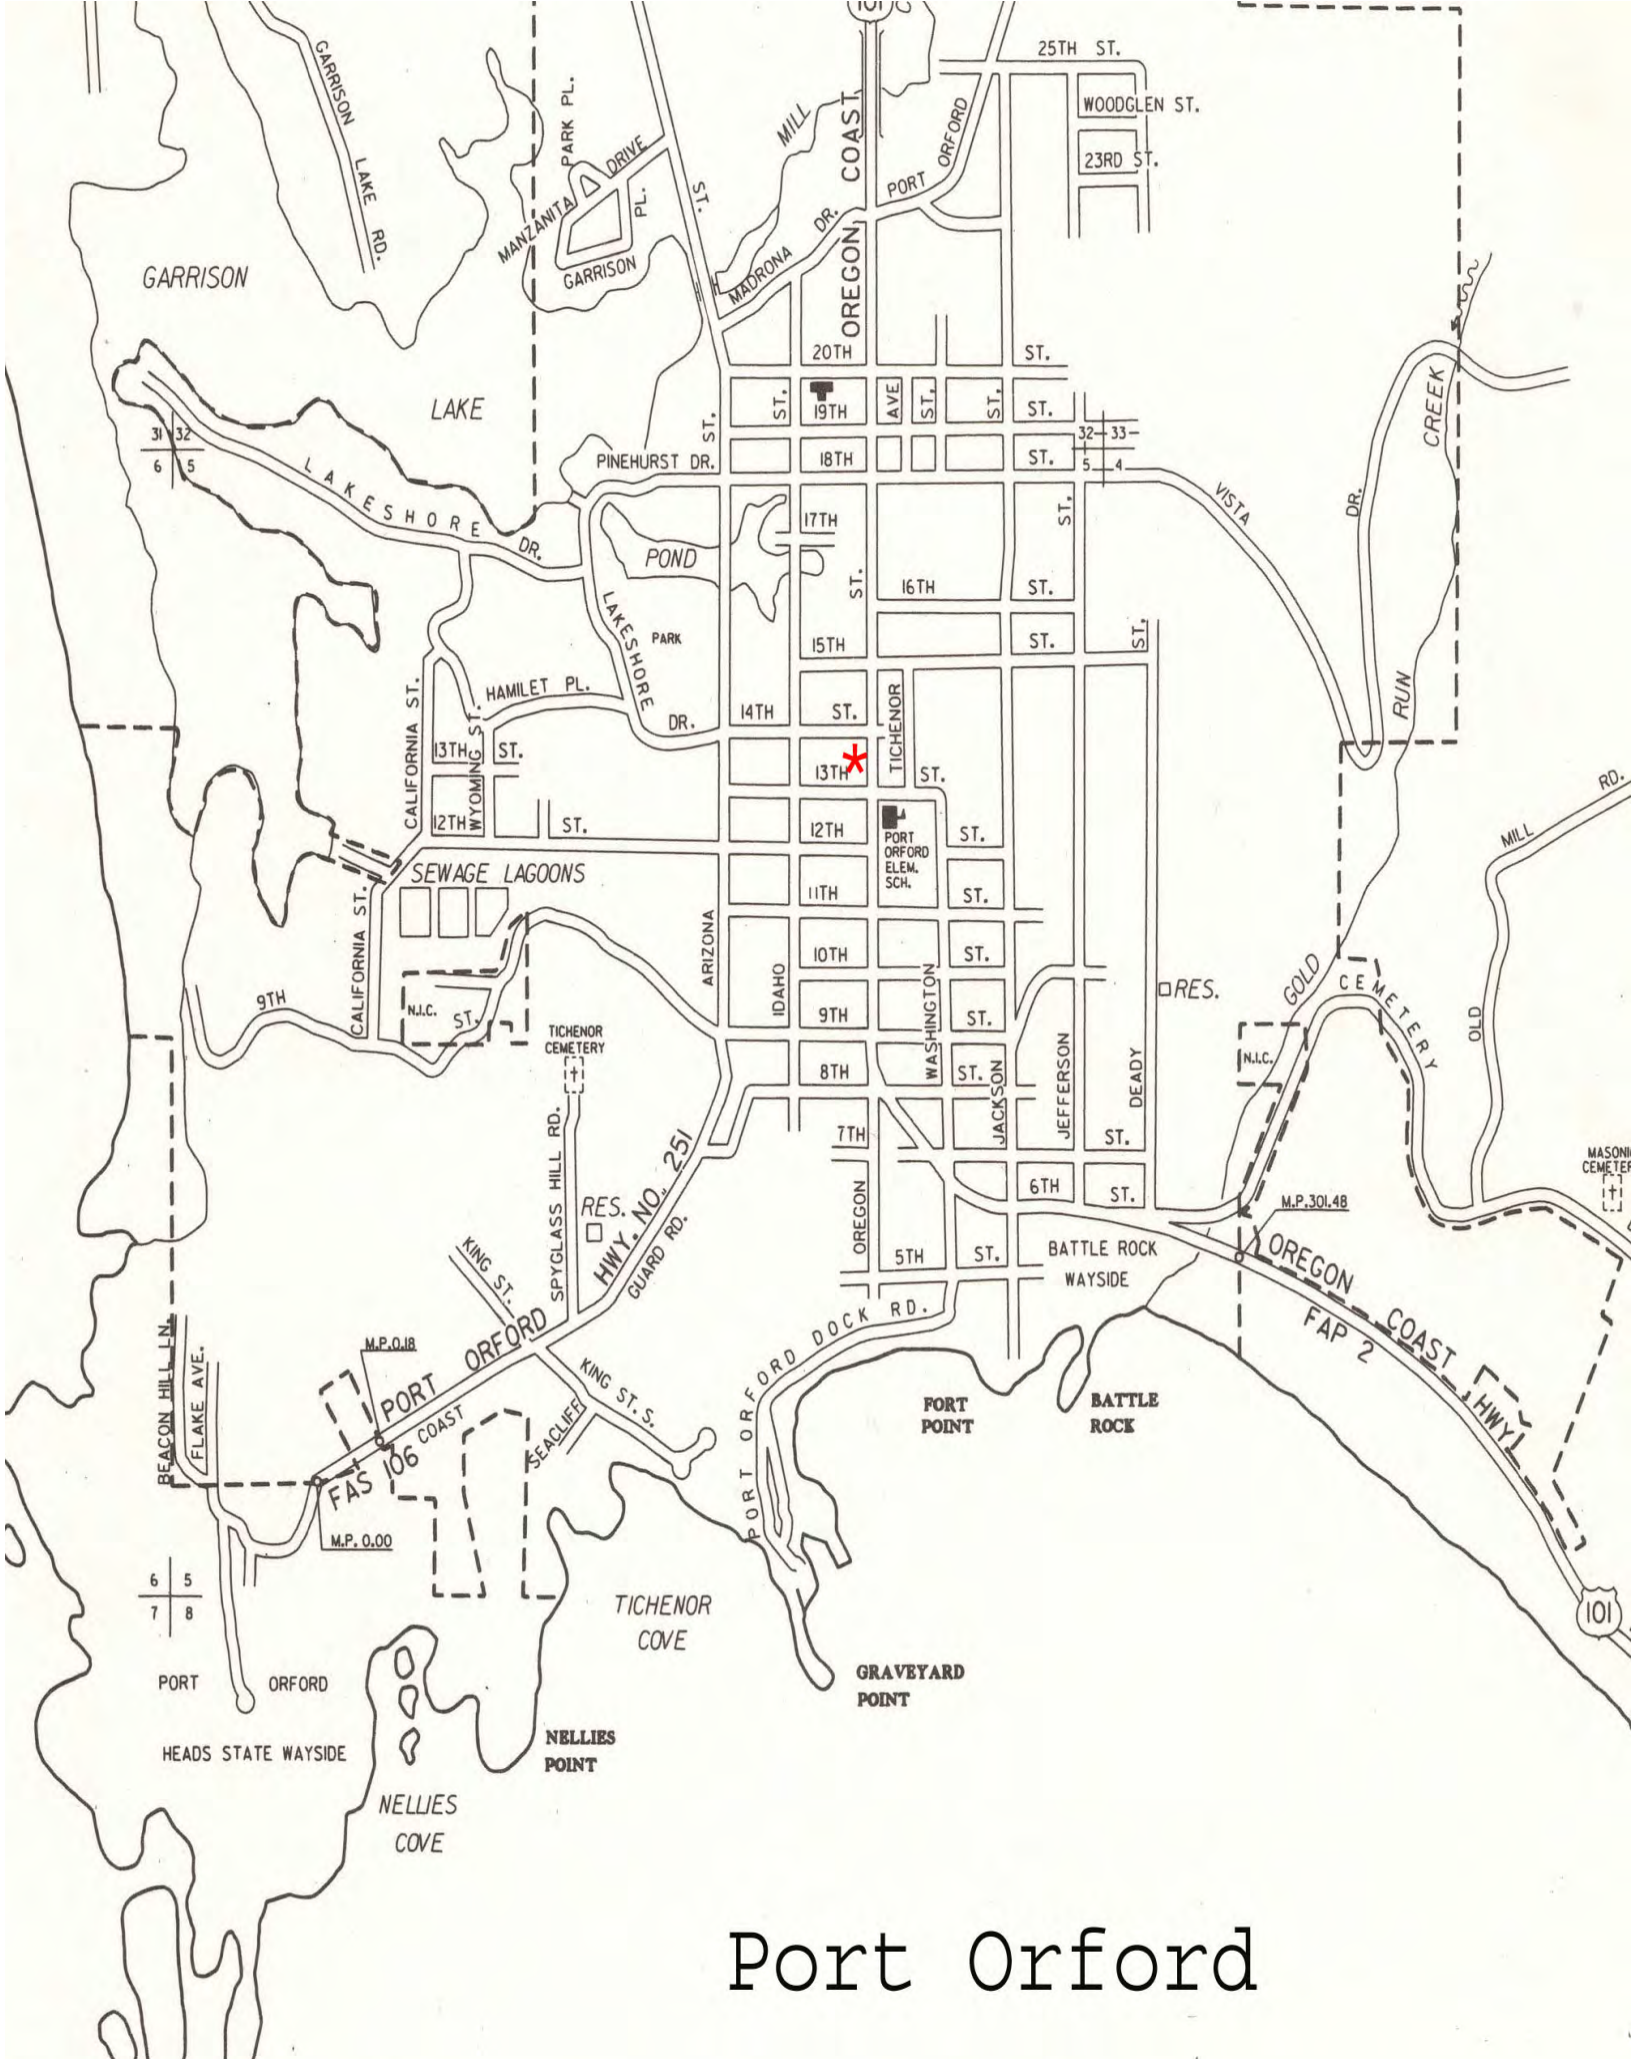 101
25TH ST.
WOODGLEN ST.
23RD ST.
GARRISON LAKE RD.
PARK PL.
MANZANITA DRIVE
PL.
GARRISON
ST.
MILL
MADRONA DR.
OREGON COAST
PORT ORFORD
GARRISON
LAKE
20TH ST.
ST.
19TH
AVE
ST.
ST.
ST.
ST.
PINEHURST DR.
18TH ST.
31 32
6 5
32 33
5 4
VISTA
DR.
CREEK
LAKESHORE DR.
POND
17TH
ST.
ST.
16TH ST.
LAKESHORE
DR.
PARK
15TH ST.
ST.
HAMILET PL.
CALIFORNIA ST.
WYOMING ST.
14TH ST.
TICHENOR
RUN
13TH ST.
*
13TH ST.
12TH ST.
12TH ST.
PORT
ORFORD
ELEM.
SCH.
MILL RD.
SEWAGE LAGOONS
11TH ST.
CALIFORNIA ST.
ARIZONA
10TH ST.
IDAHO
WASHINGTON
RES.
GOLD
CEMETERY
OLD
9TH ST.
N.I.C.
9TH ST.
TICHENOR
CEMETERY
8TH ST.
JACKSON
JEFFERSON
DEADY
N.I.C.
7TH ST.
SPYGLASS HILL RD.
RES.
HWY. NO. 251
GUARD RD.
6TH ST.
M.P.301.48
OREGON
5TH ST.
BATTLE ROCK
WAYSIDE
KING ST.
OREGON COAST HWY
FAP 2
PORT ORFORD DOCK RD.
BEACON HILL LN.
FLAKE AVE.
M.P.0.18
PORT ORFORD
COAST
FAS 106
KING ST. S.
SEACLIFF
M.P. 0.00
FORT
POINT
BATTLE
ROCK
101
6 5
7 8
TICHENOR
COVE
PORT ORFORD
HEADS STATE WAYSIDE
GRAVEYARD
POINT
NELLIES
POINT
NELLIES
COVE
Port Orford